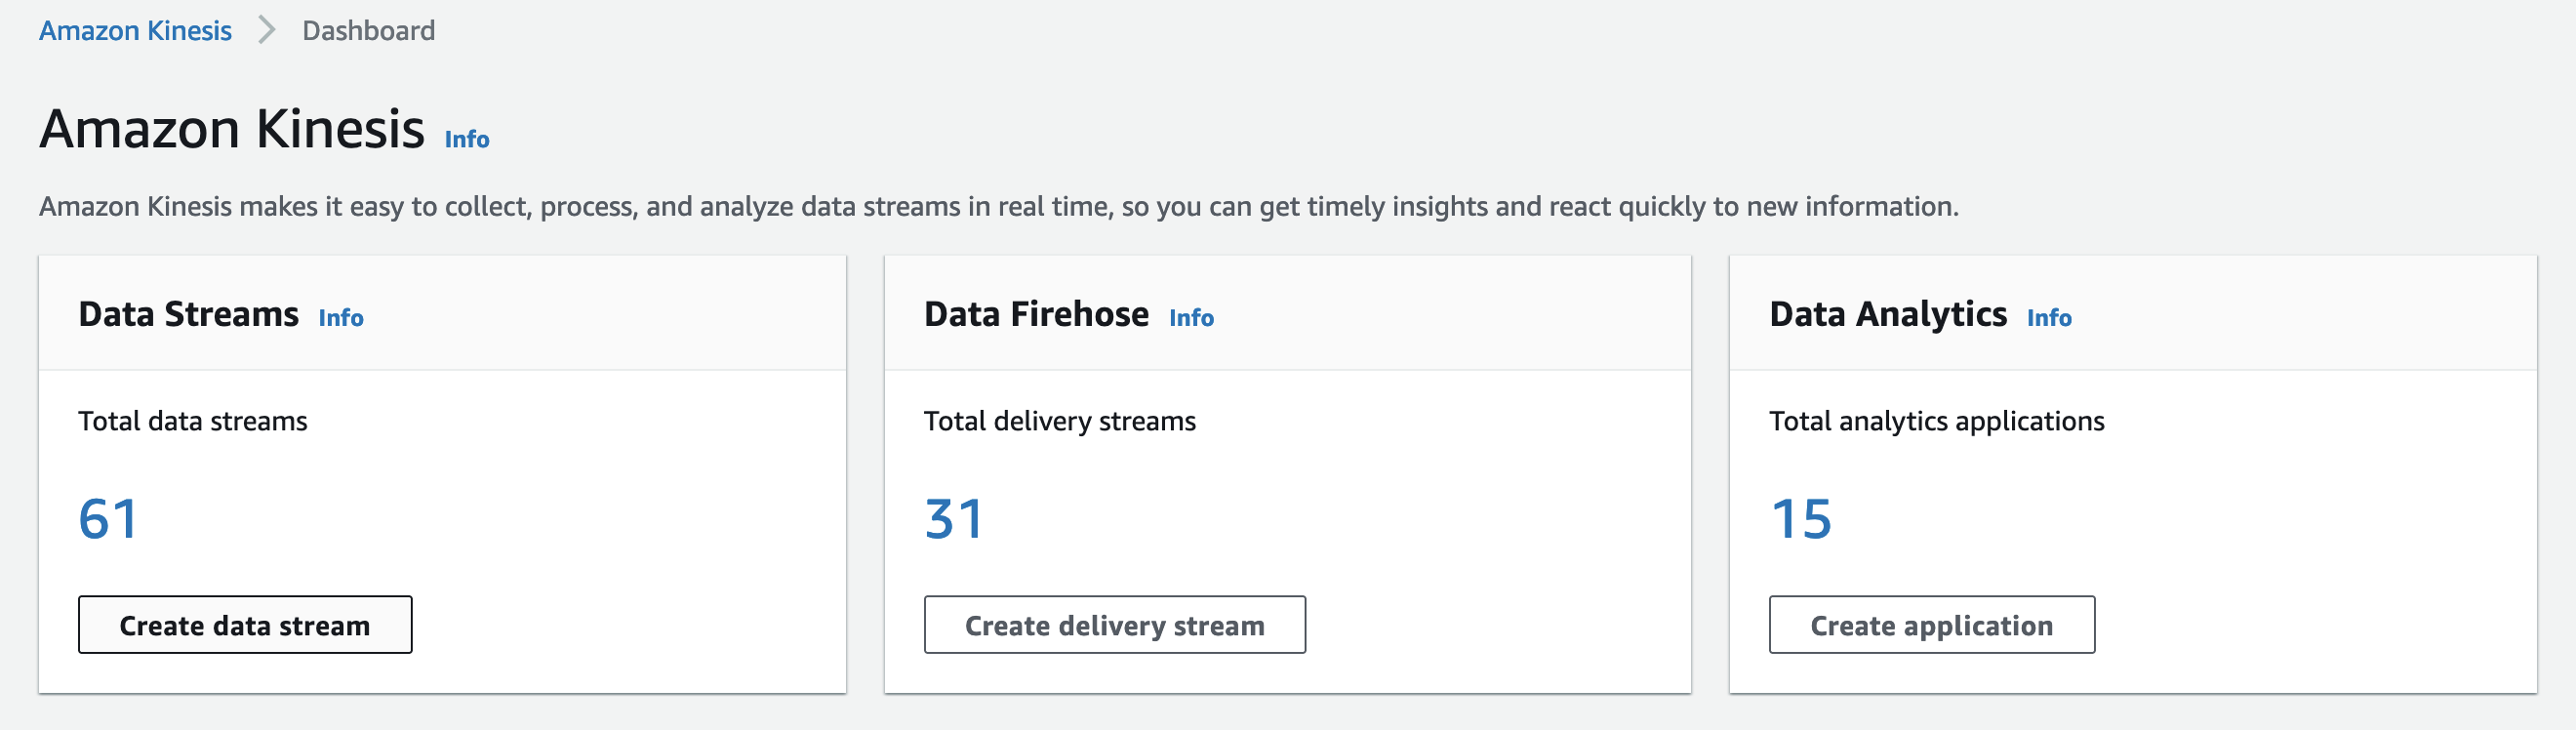 Amazon Kinesis > Dashboard
Amazon Kinesis Info
Amazon Kinesis makes it easy to collect, process, and analyze data streams in real time, so you can get timely insights and react quickly to new information.
Data Streams Info
Total data streams
61
Create data stream
Data Firehose Info
Total delivery streams
31
Create delivery stream
Data Analytics Info
Total analytics applications
15
Create application